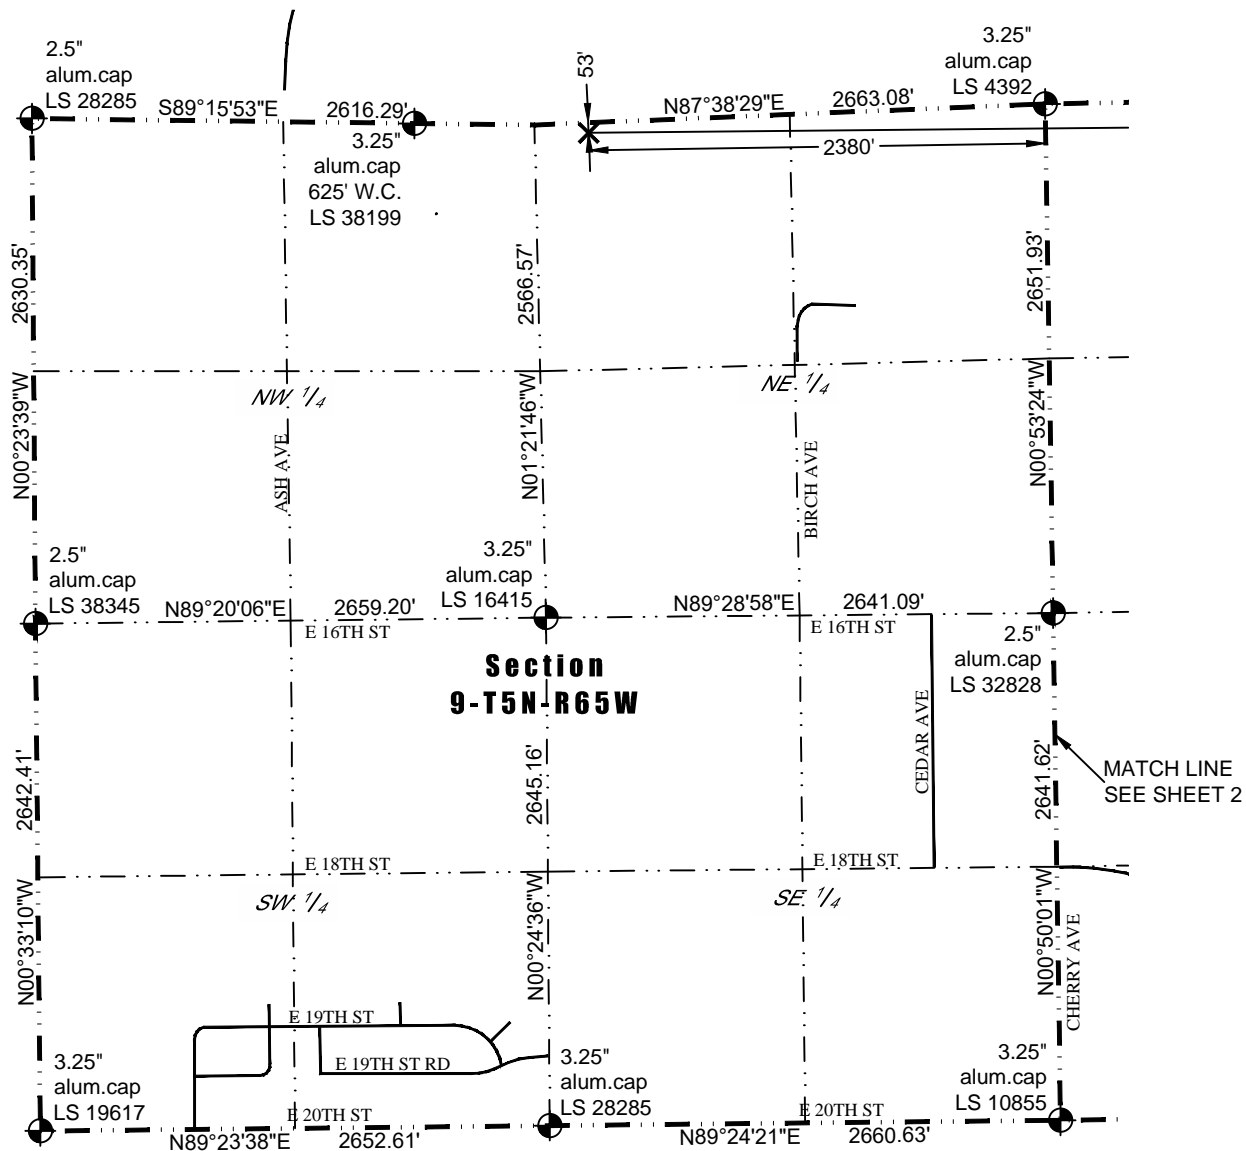 2.5"
alum.cap
LS 28285
S89°15'53"E
2616.29'
3.25"
alum.cap
625' W.C.
LS 38199
53'
N87°38'29"E
2663.08'
3.25"
alum.cap
LS 4392
2380'
2630.35'
N00°23'39"W
2566.57'
N01°21'46"W
2651.93'
N00°53'24"W
NW 1/4
NE 1/4
ASH AVE
BIRCH AVE
2.5"
alum.cap
LS 38345
N89°20'06"E
2659.20'
E 16TH ST
3.25"
alum.cap
LS 16415
N89°28'58"E
2641.09'
E 16TH ST
2.5"
alum.cap
LS 32828
Section
9-T5N-R65W
CEDAR AVE
MATCH LINE
SEE SHEET 2
2642.41'
N00°33'10"W
2645.16'
N00°24'36"W
2641.62'
N00°50'01"W
CHERRY AVE
E 18TH ST
E 18TH ST
SW 1/4
SE 1/4
E 19TH ST
E 19TH ST RD
3.25"
alum.cap
LS 19617
E 20TH ST
N89°23'38"E
2652.61'
3.25"
alum.cap
LS 28285
E 20TH ST
N89°24'21"E
2660.63'
3.25"
alum.cap
LS 10855